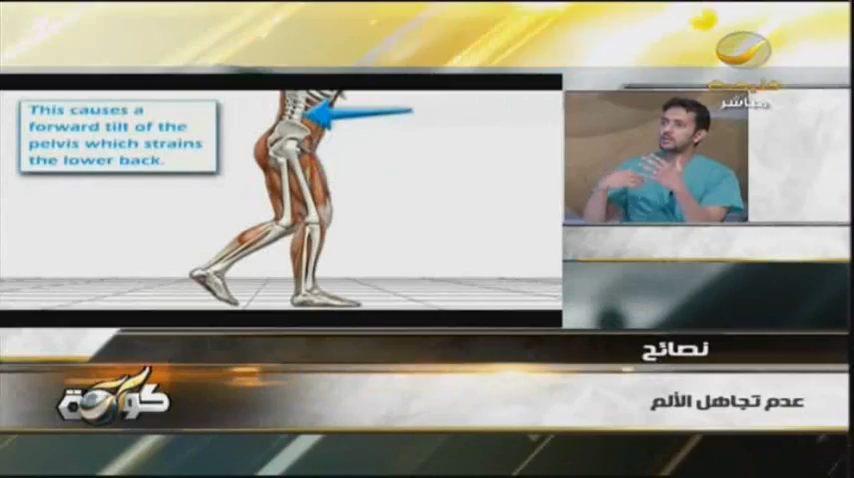 This causes a
forward tilt of the
pelvis which strains
the lower back.
مباشر
نصائح
عدم تجاهل الألم
كورة